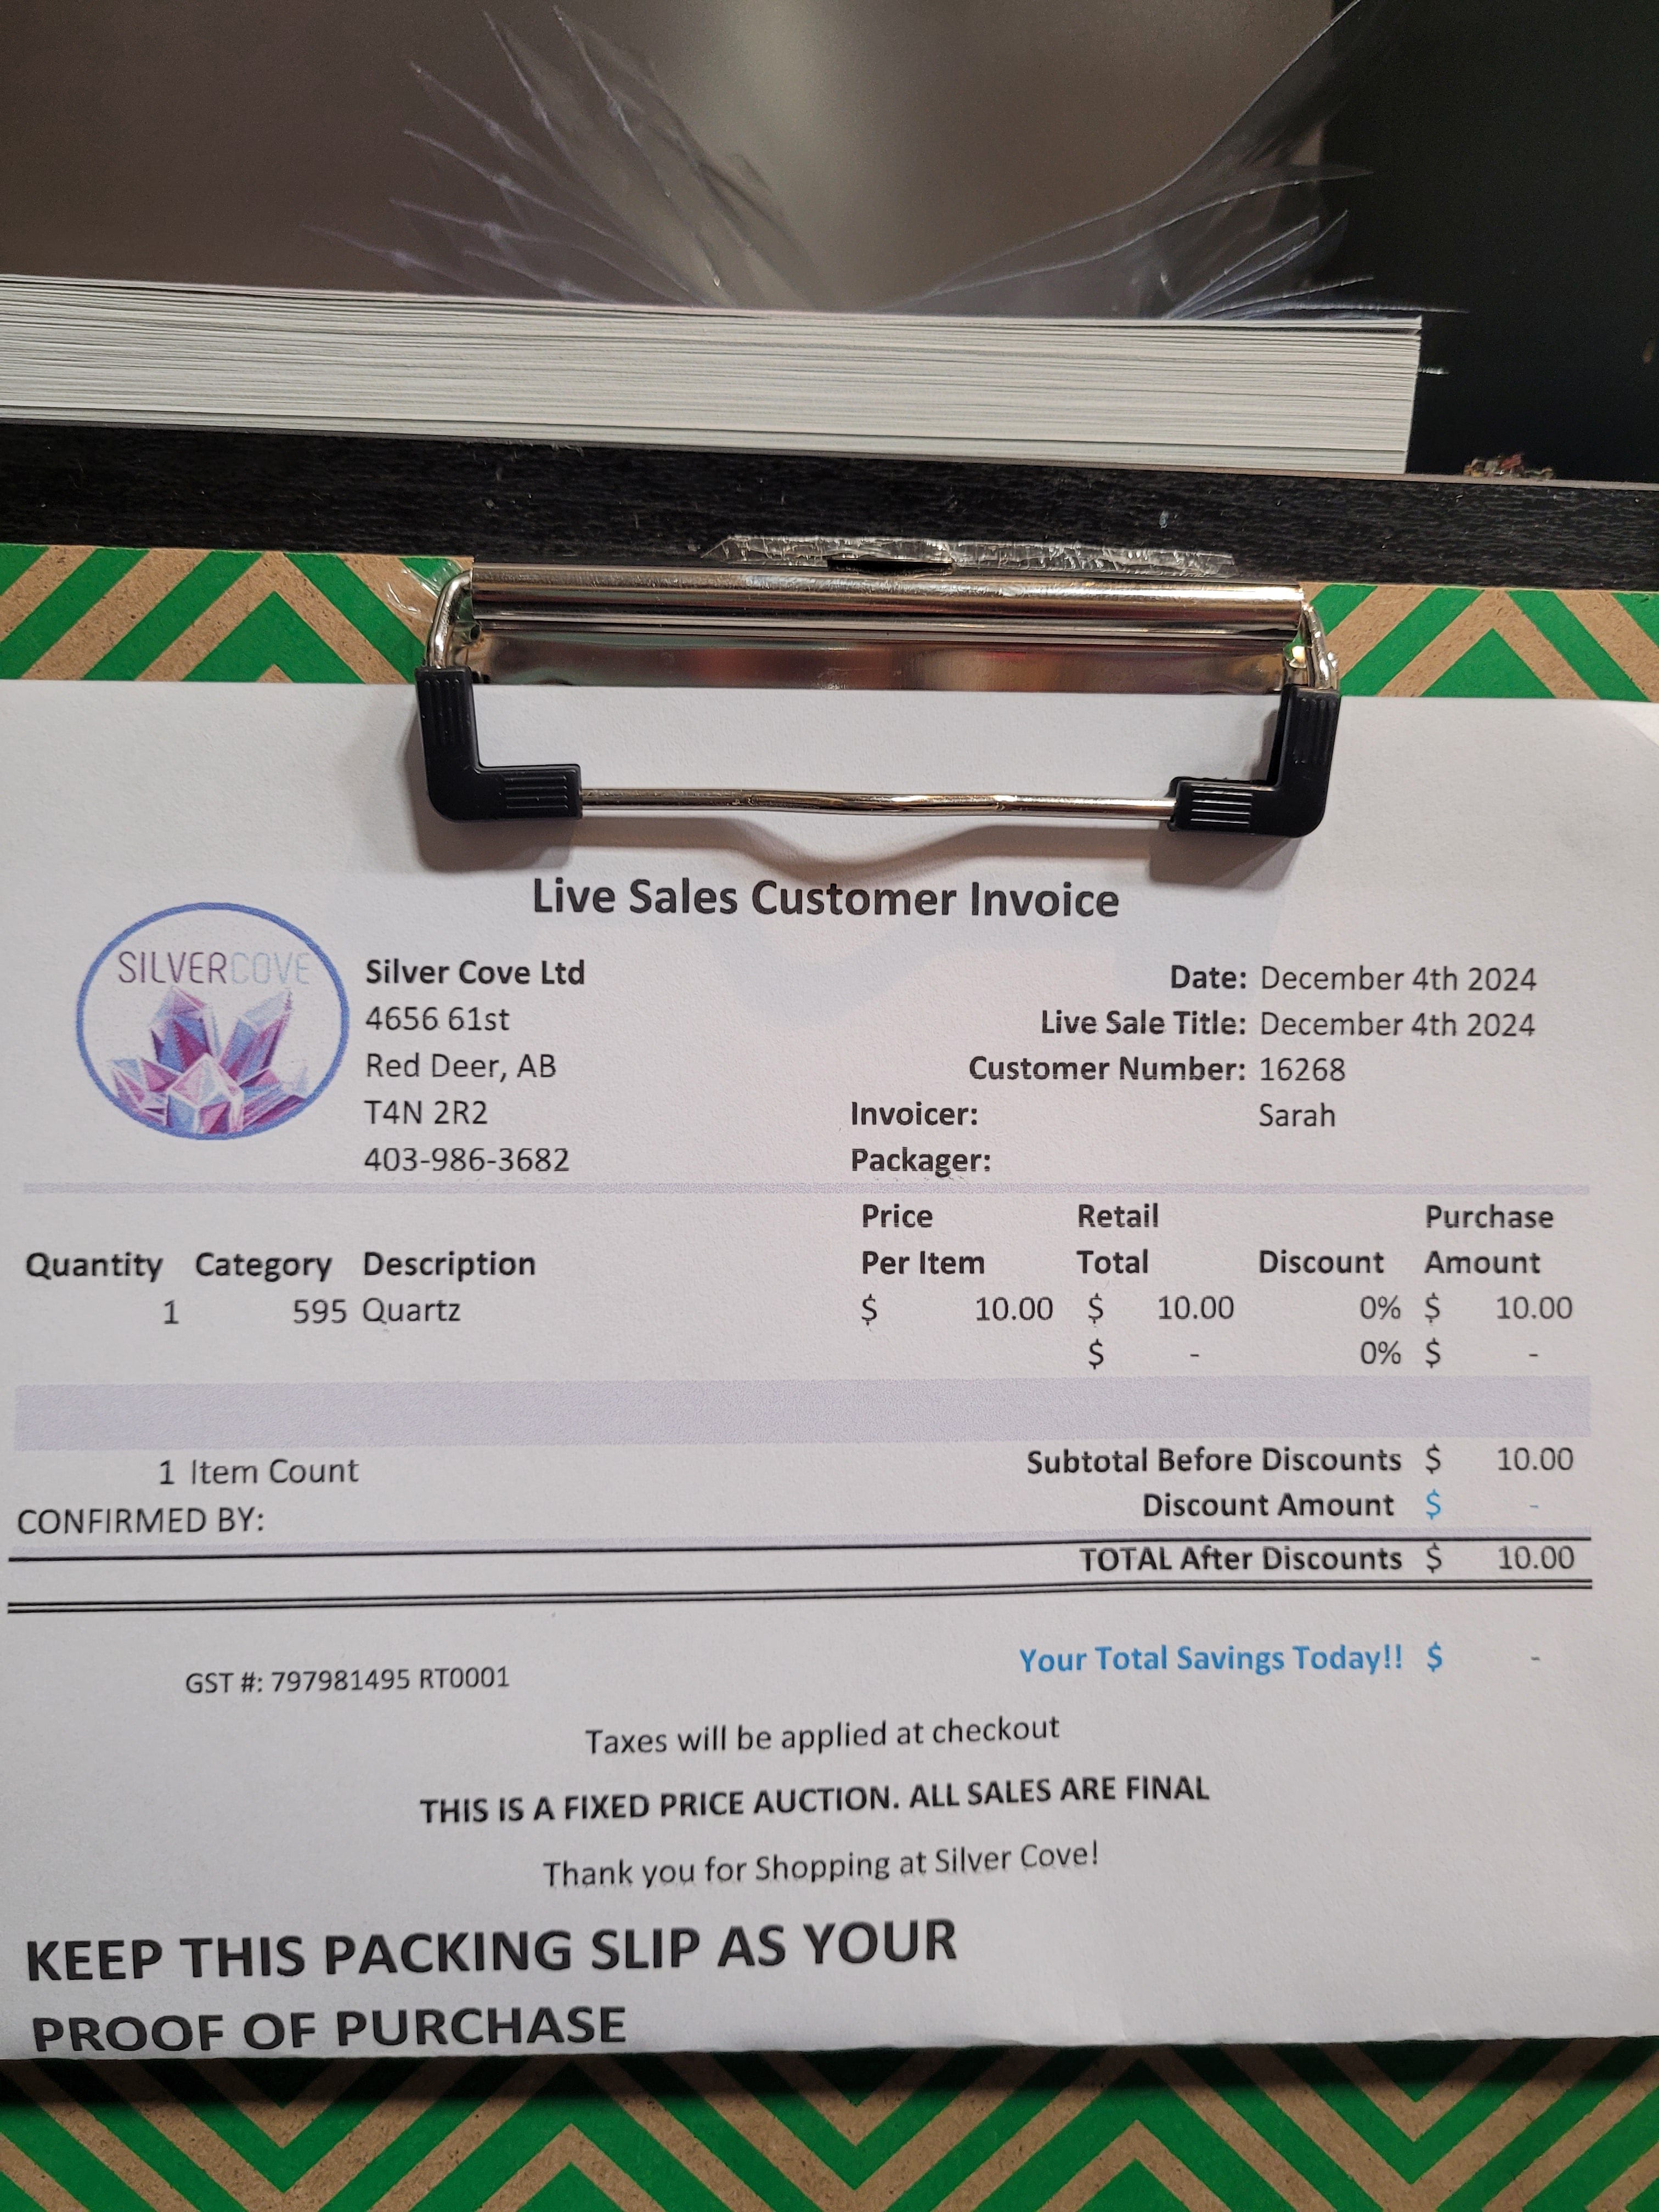 Live Sales Customer Invoice
SILVERCOVE
Silver Cove Ltd
4656 61st
Red Deer, AB
T4N 2R2
403-986-3682
Date: December 4th 2024
Live Sale Title: December 4th 2024
Customer Number: 16268
Invoicer: Sarah
Packager:
Quantity Category Description Price Per Item Retail Total Discount Purchase Amount
1 595 Quartz $ 10.00 $ 10.00 0% $ 10.00
$ - 0% $ -
1 Item Count
Subtotal Before Discounts $ 10.00
Discount Amount $ -
CONFIRMED BY:
TOTAL After Discounts $ 10.00
Your Total Savings Today!! $ -
GST #: 797981495 RT0001
Taxes will be applied at checkout
THIS IS A FIXED PRICE AUCTION. ALL SALES ARE FINAL
Thank you for Shopping at Silver Cove!
KEEP THIS PACKING SLIP AS YOUR
PROOF OF PURCHASE